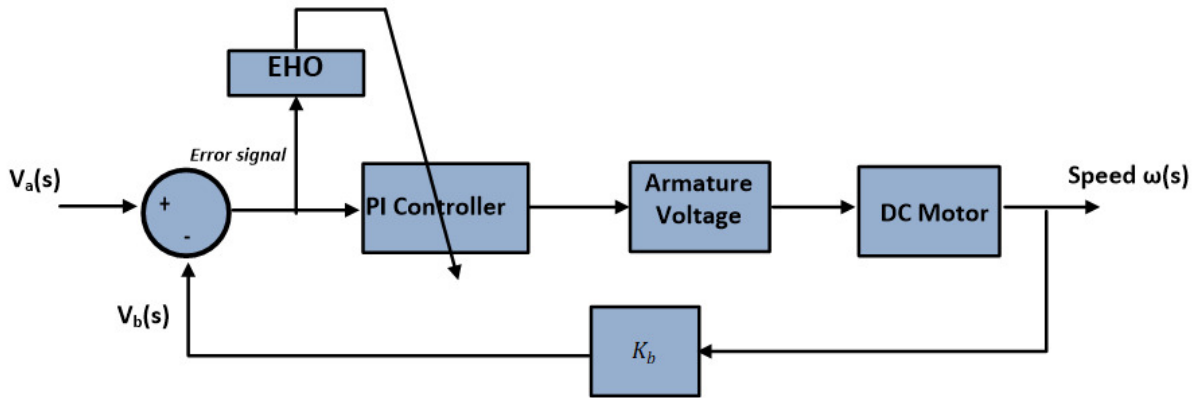 EHO
Error signal
Va(s)
+
-
PI Controller
Armature
Voltage
DC Motor
Speed ω(s)
Vb(s)
Kb